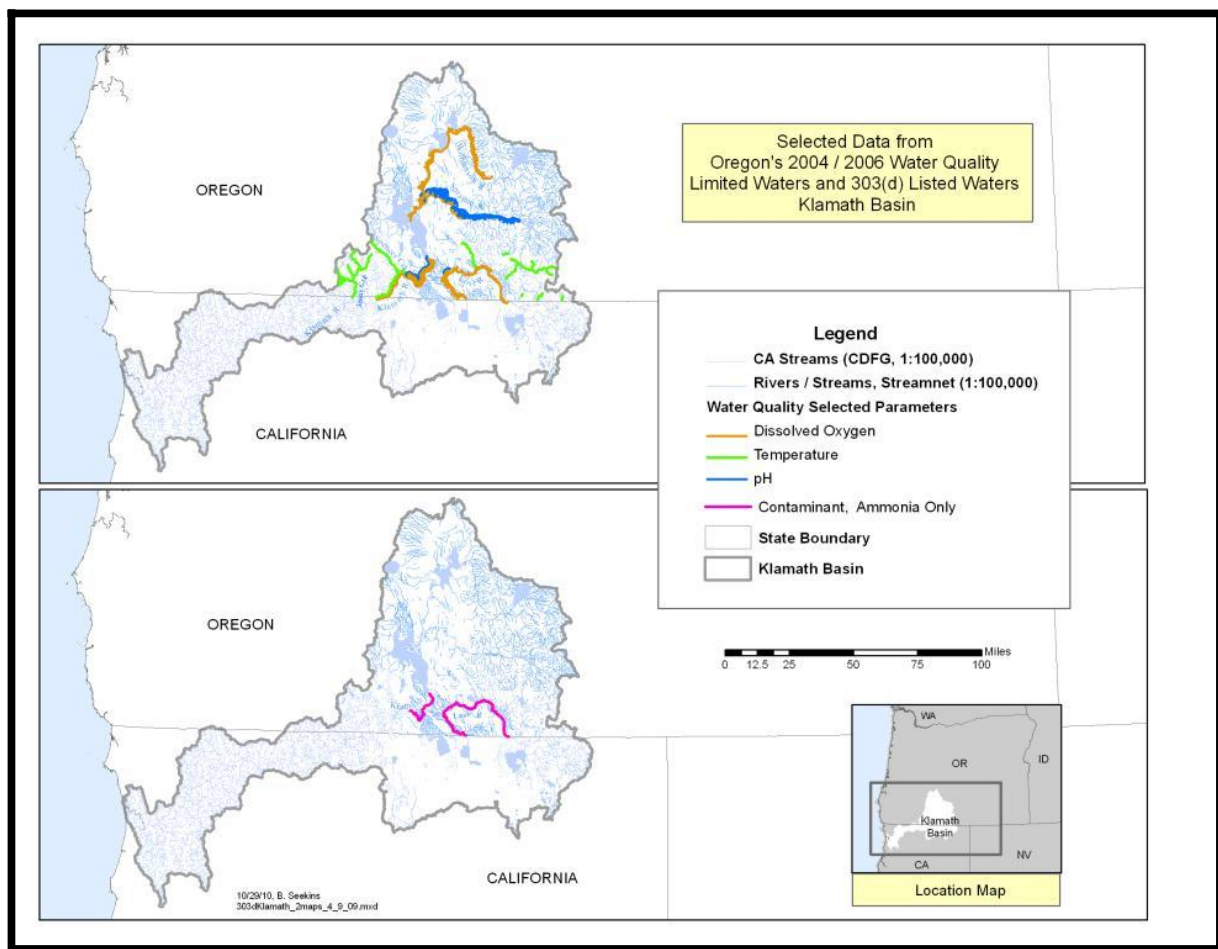 OREGON
CALIFORNIA
Selected Data from
Oregon's 2004 / 2006 Water Quality
Limited Waters and 303(d) Listed Waters
Klamath Basin
Legend
CA Streams (CDFG, 1:100,000)
Rivers / Streams, Streamnet (1:100,000)
Water Quality Selected Parameters
Dissolved Oxygen
Temperature
pH
Contaminant, Ammonia Only
State Boundary
Klamath Basin
OREGON
CALIFORNIA
Miles
0 12.5 25 50 75 100
WA
OR
ID
Klamath
Basin
CA
NV
Location Map
10/29/10, B. Seekins
303dKlamath_2maps_4_9_09.mxd